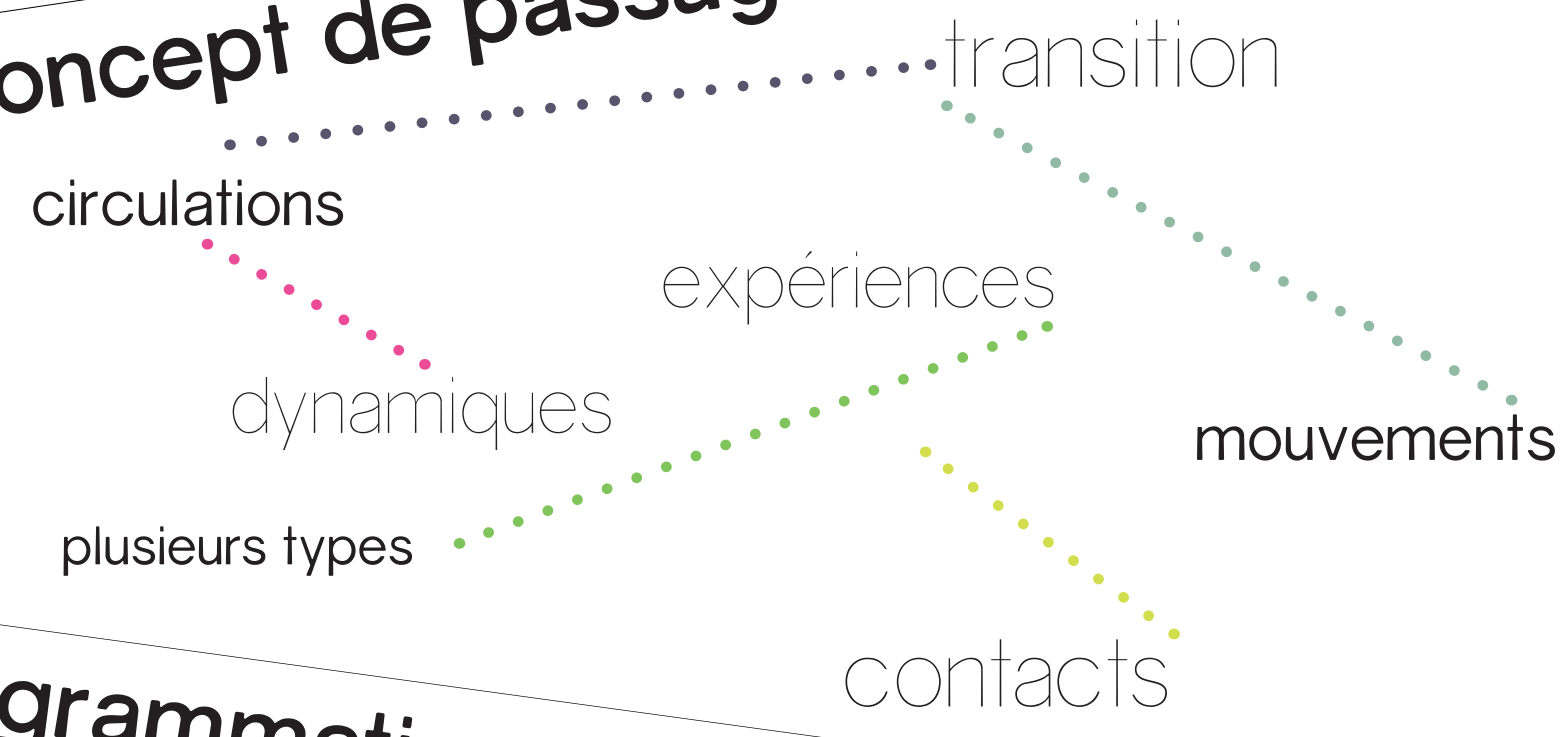 oncept de passag
transition
circulations
expériences
dynamiques
mouvements
plusieurs types
contacts
grammati